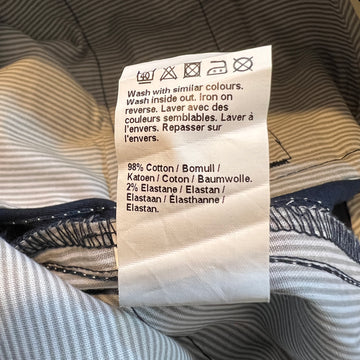 40
Wash with similar colours.
Wash inside out. Iron on
reverse. Laver avec des
couleurs semblables. Laver à
l'envers. Repasser sur
l'envers.
98% Cotton / Bomull /
Katoen / Coton / Baumwolle.
2% Elastane / Elastan /
Elastaan / Élasthanne /
Elastan.